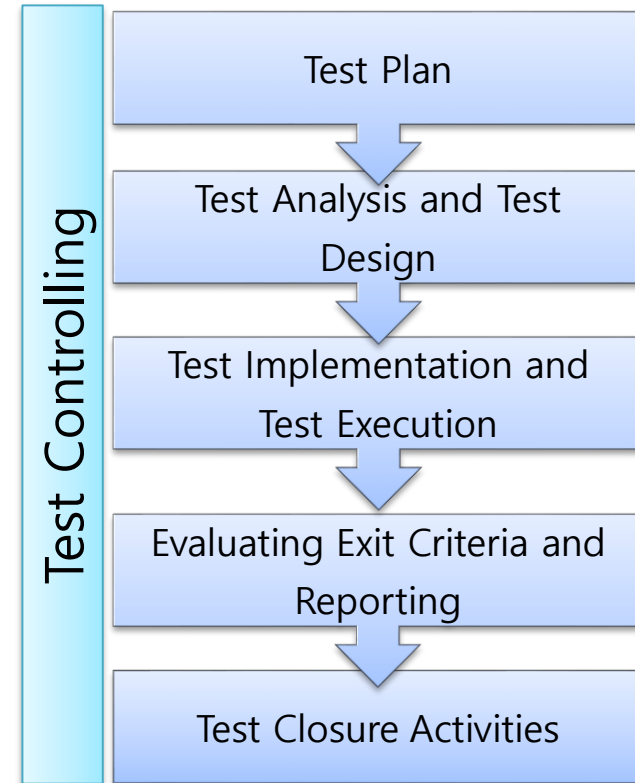 Test Controlling
Test Plan
Test Analysis and Test
Design
Test Implementation and
Test Execution
Evaluating Exit Criteria and
Reporting
Test Closure Activities